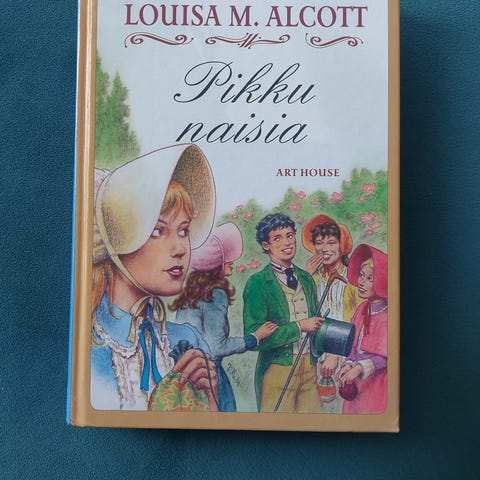 LOUISA M. ALCOTT
Pikku
naisia
ART HOUSE